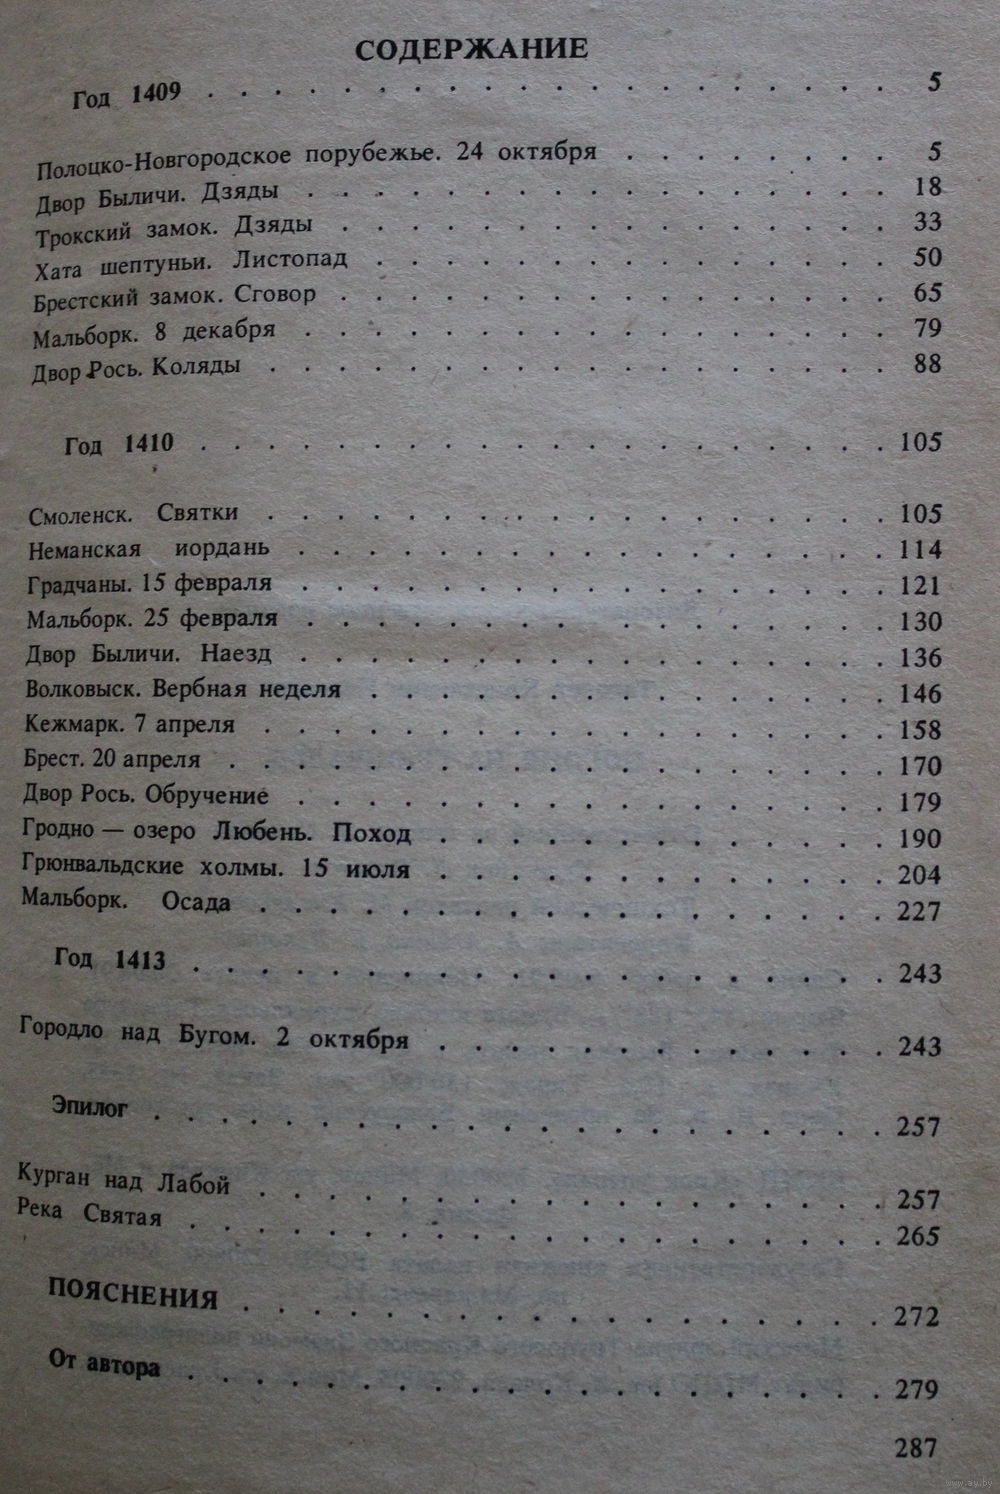 СОДЕРЖАНИЕ
Год 1409 . . . . . . . . . . . . . . . . . . . . 5
Полоцко-Новгородское порубежье. 24 октября . . . . . . . . 5
Двор Быличи. Дзяды . . . . . . . . . . . . . . . . . 18
Трокский замок. Дзяды . . . . . . . . . . . . . . . . 33
Хата шептуньи. Листопад . . . . . . . . . . . . . . . 50
Брестский замок. Сговор . . . . . . . . . . . . . . . . 65
Мальборк. 8 декабря . . . . . . . . . . . . . . . . . 79
Двор Рось. Коляды . . . . . . . . . . . . . . . . . . 88
Год 1410 . . . . . . . . . . . . . . . . . . . . 105
Смоленск. Святки . . . . . . . . . . . . . . . . . . 105
Неманская иордань . . . . . . . . . . . . . . . . . 114
Градчаны. 15 февраля . . . . . . . . . . . . . . . . . 121
Мальборк. 25 февраля . . . . . . . . . . . . . . . . 130
Двор Быличи. Наезд . . . . . . . . . . . . . . . . . 136
Волковыск. Вербная неделя . . . . . . . . . . . . . . . 146
Кежмарк. 7 апреля . . . . . . . . . . . . . . . . . . 158
Брест. 20 апреля . . . . . . . . . . . . . . . . . . . 170
Двор Рось. Обручение . . . . . . . . . . . . . . . . . 179
Гродно — озеро Любень. Поход . . . . . . . . . . . . . 190
Грюнвальдские холмы. 15 июля . . . . . . . . . . . . . 204
Мальборк. Осада . . . . . . . . . . . . . . . . . . 227
Год 1413 . . . . . . . . . . . . . . . . . . . . 243
Городло над Бугом. 2 октября . . . . . . . . . . . . . 243
Эпилог . . . . . . . . . . . . . . . . . . . . . 257
Курган над Лабой . . . . . . . . . . . . . . . . . . 257
Река Святая . . . . . . . . . . . . . . . . . . . . 265
ПОЯСНЕНИЯ . . . . . . . . . . . . . . . . . . 272
От автора . . . . . . . . . . . . . . . . . . . . 279
287
www.ay.by